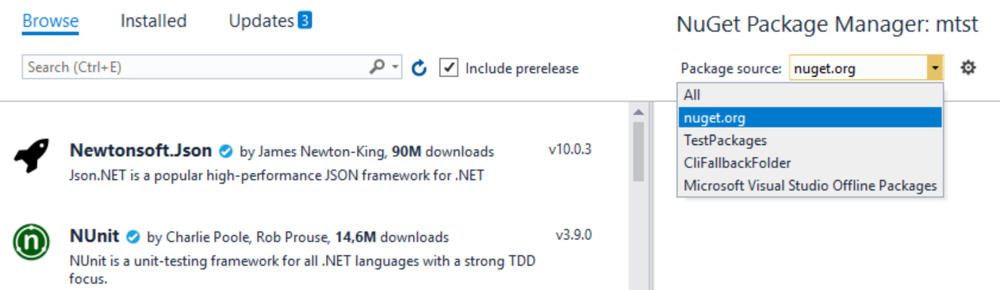 Browse Installed Updates 3
NuGet Package Manager: mtst
Search (Ctrl+E) Include prerelease
Package source: nuget.org
All
nuget.org
TestPackages
CliFallbackFolder
Microsoft Visual Studio Offline Packages
Newtonsoft.Json by James Newton-King, 90M downloads v10.0.3
Json.NET is a popular high-performance JSON framework for .NET
n
NUnit by Charlie Poole, Rob Prouse, 14,6M downloads v3.9.0
NUnit is a unit-testing framework for all .NET languages with a strong TDD
focus.